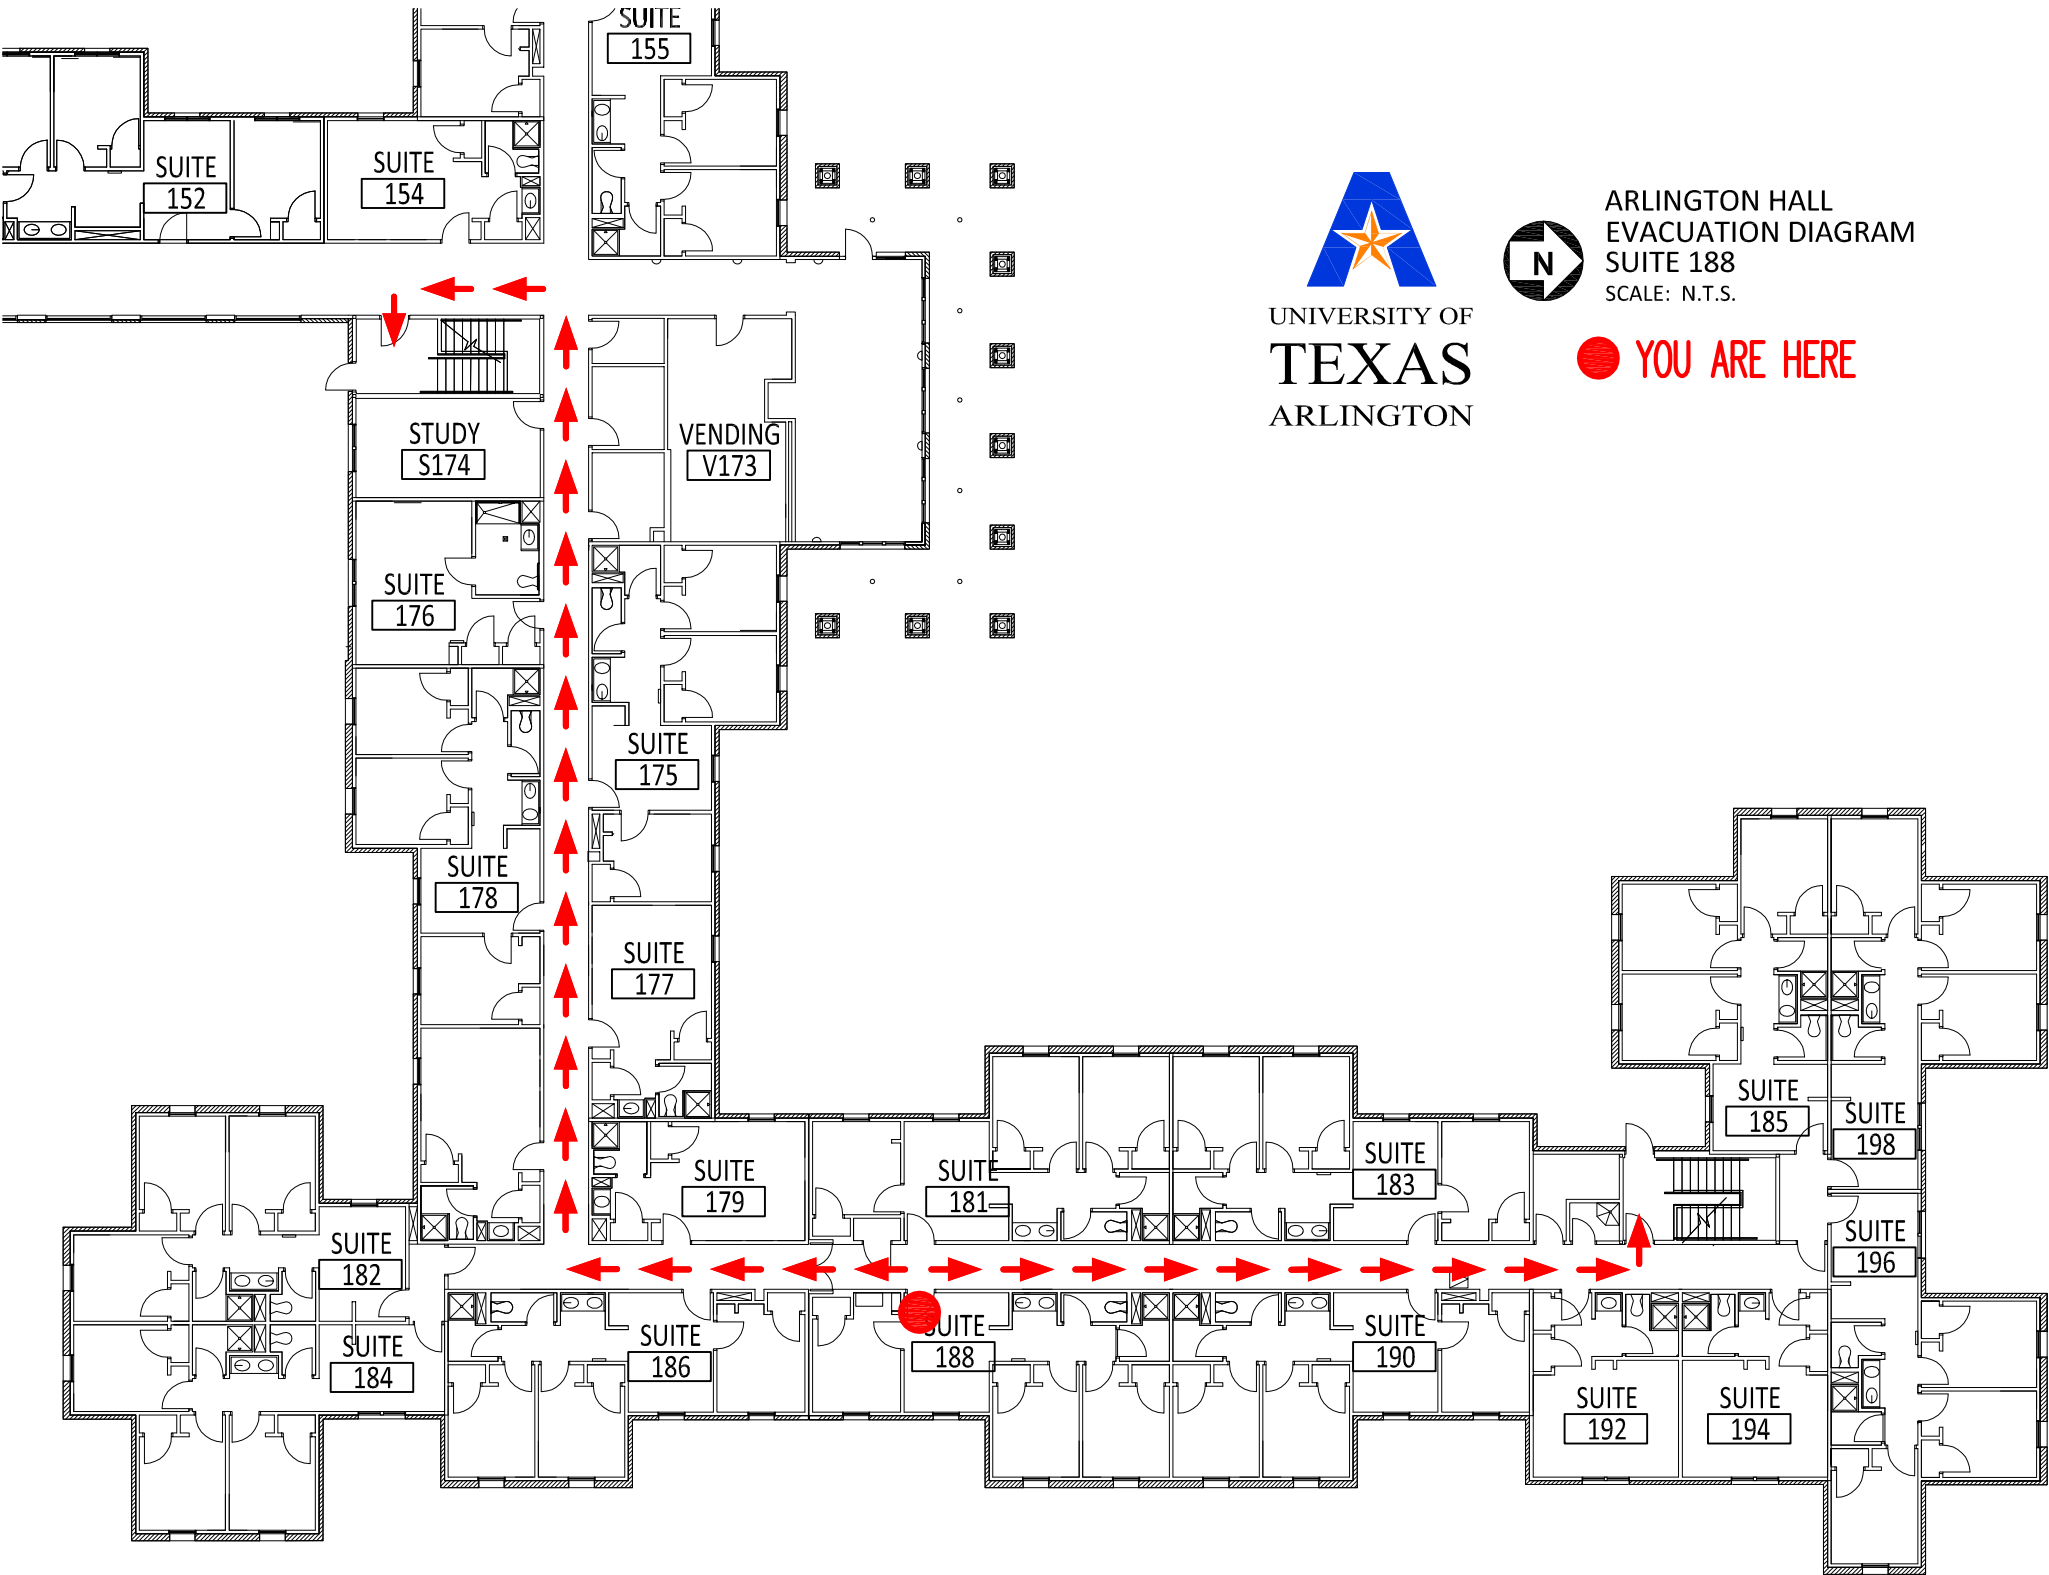 SUITE
155
SUITE
152
SUITE
154
N
ARLINGTON HALL
EVACUATION DIAGRAM
SUITE 188
SCALE: N.T.S.
UNIVERSITY OF
TEXAS
ARLINGTON
YOU ARE HERE
STUDY
S174
VENDING
V173
SUITE
176
SUITE
175
SUITE
178
SUITE
177
SUITE
185
SUITE
198
SUITE
179
SUITE
181
SUITE
183
SUITE
182
SUITE
196
SUITE
184
SUITE
186
SUITE
188
SUITE
190
SUITE
192
SUITE
194